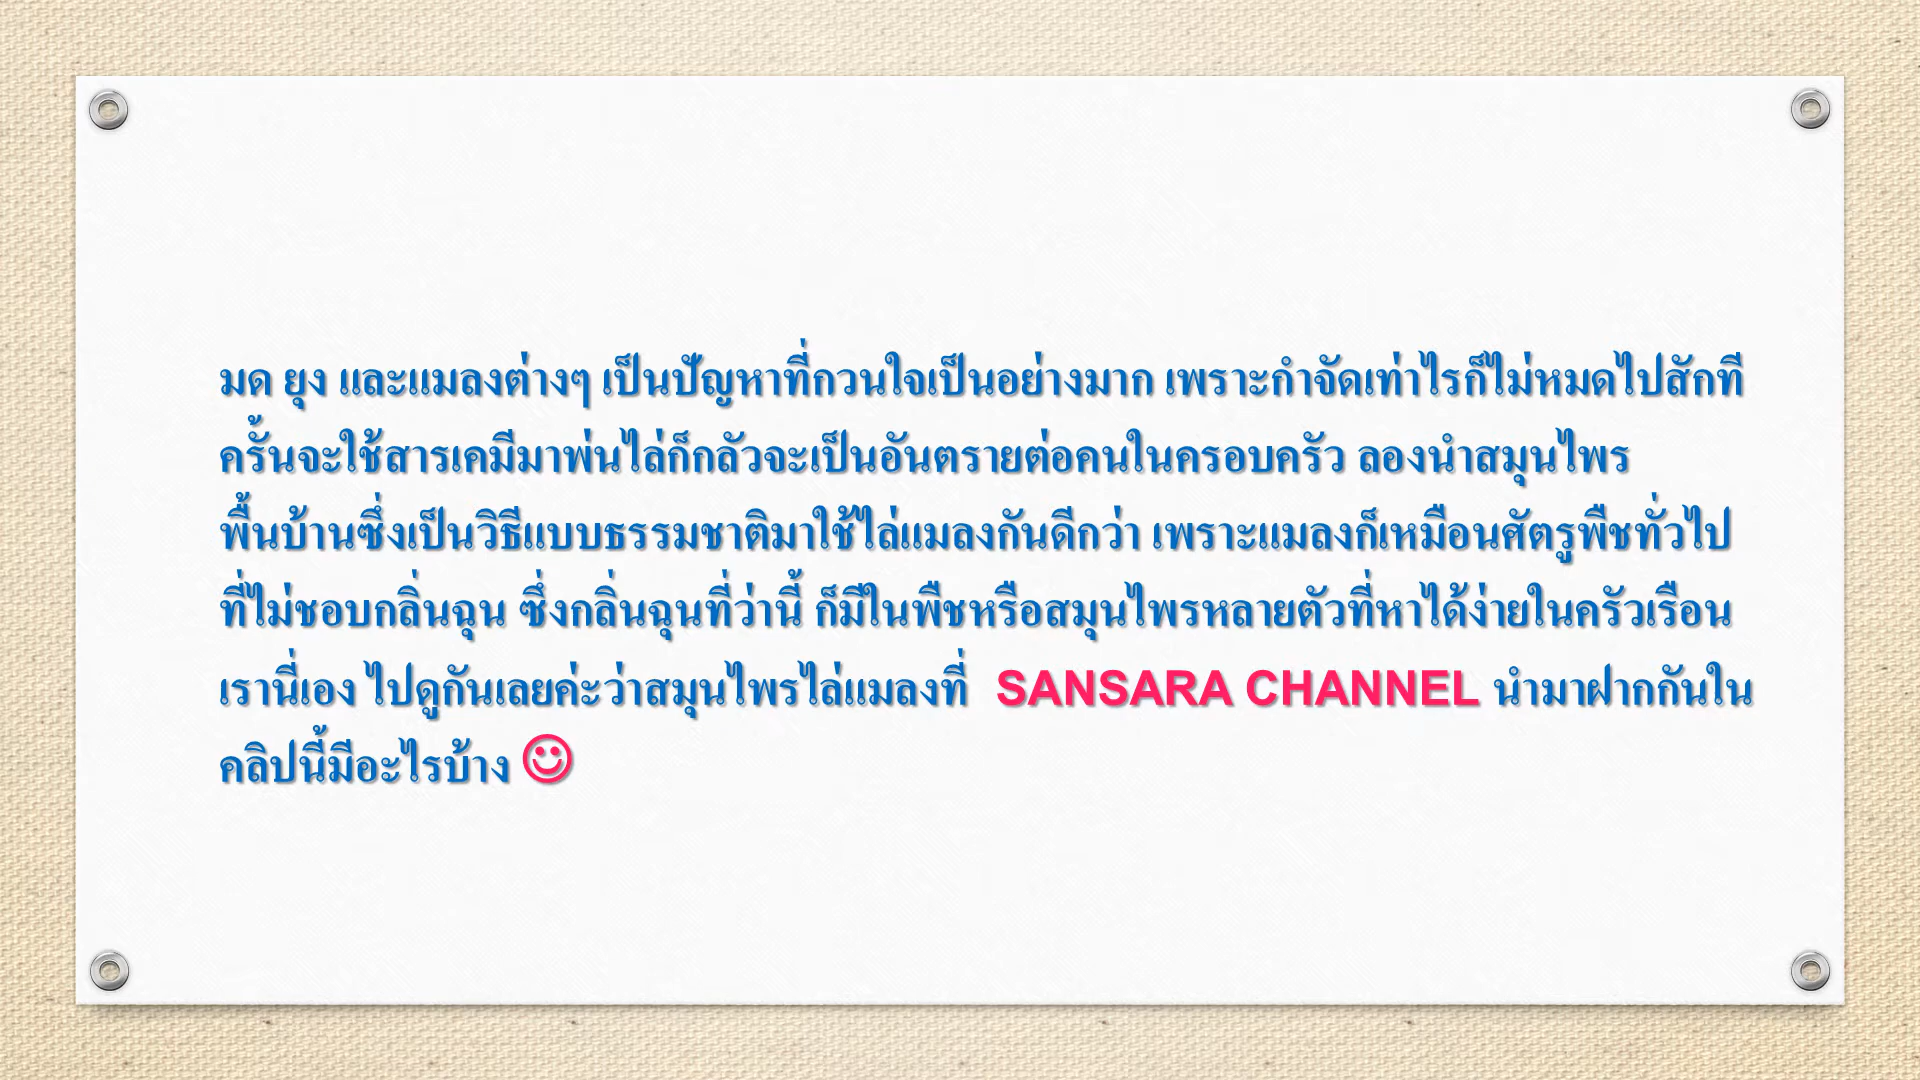 มด ยุง และแมลงต่างๆ เป็นปัญหาที่กวนใจเป็นอย่างมาก เพราะกำจัดเท่าไรก็ไม่หมดไปสักที
ครั้นจะใช้สารเคมีมาพ่นไล่ก็กลัวจะเป็นอันตรายต่อคนในครอบครัว ลองนำสมุนไพร
พื้นบ้านซึ่งเป็นวิธีแบบธรรมชาติมาใช้ไล่แมลงกันดีกว่า เพราะแมลงก็เหมือนศัตรูพืชทั่วไป
ที่ไม่ชอบกลิ่นฉุน ซึ่งกลิ่นฉุนที่ว่านี้ ก็มีในพืชหรือสมุนไพรหลายตัวที่หาได้ง่ายในครัวเรือน
เรานี่เอง ไปดูกันเลยค่ะว่าสมุนไพรไล่แมลงที่ SANSARA CHANNEL นำมาฝากกันใน
คลิปนี้มีอะไรบ้าง ☺